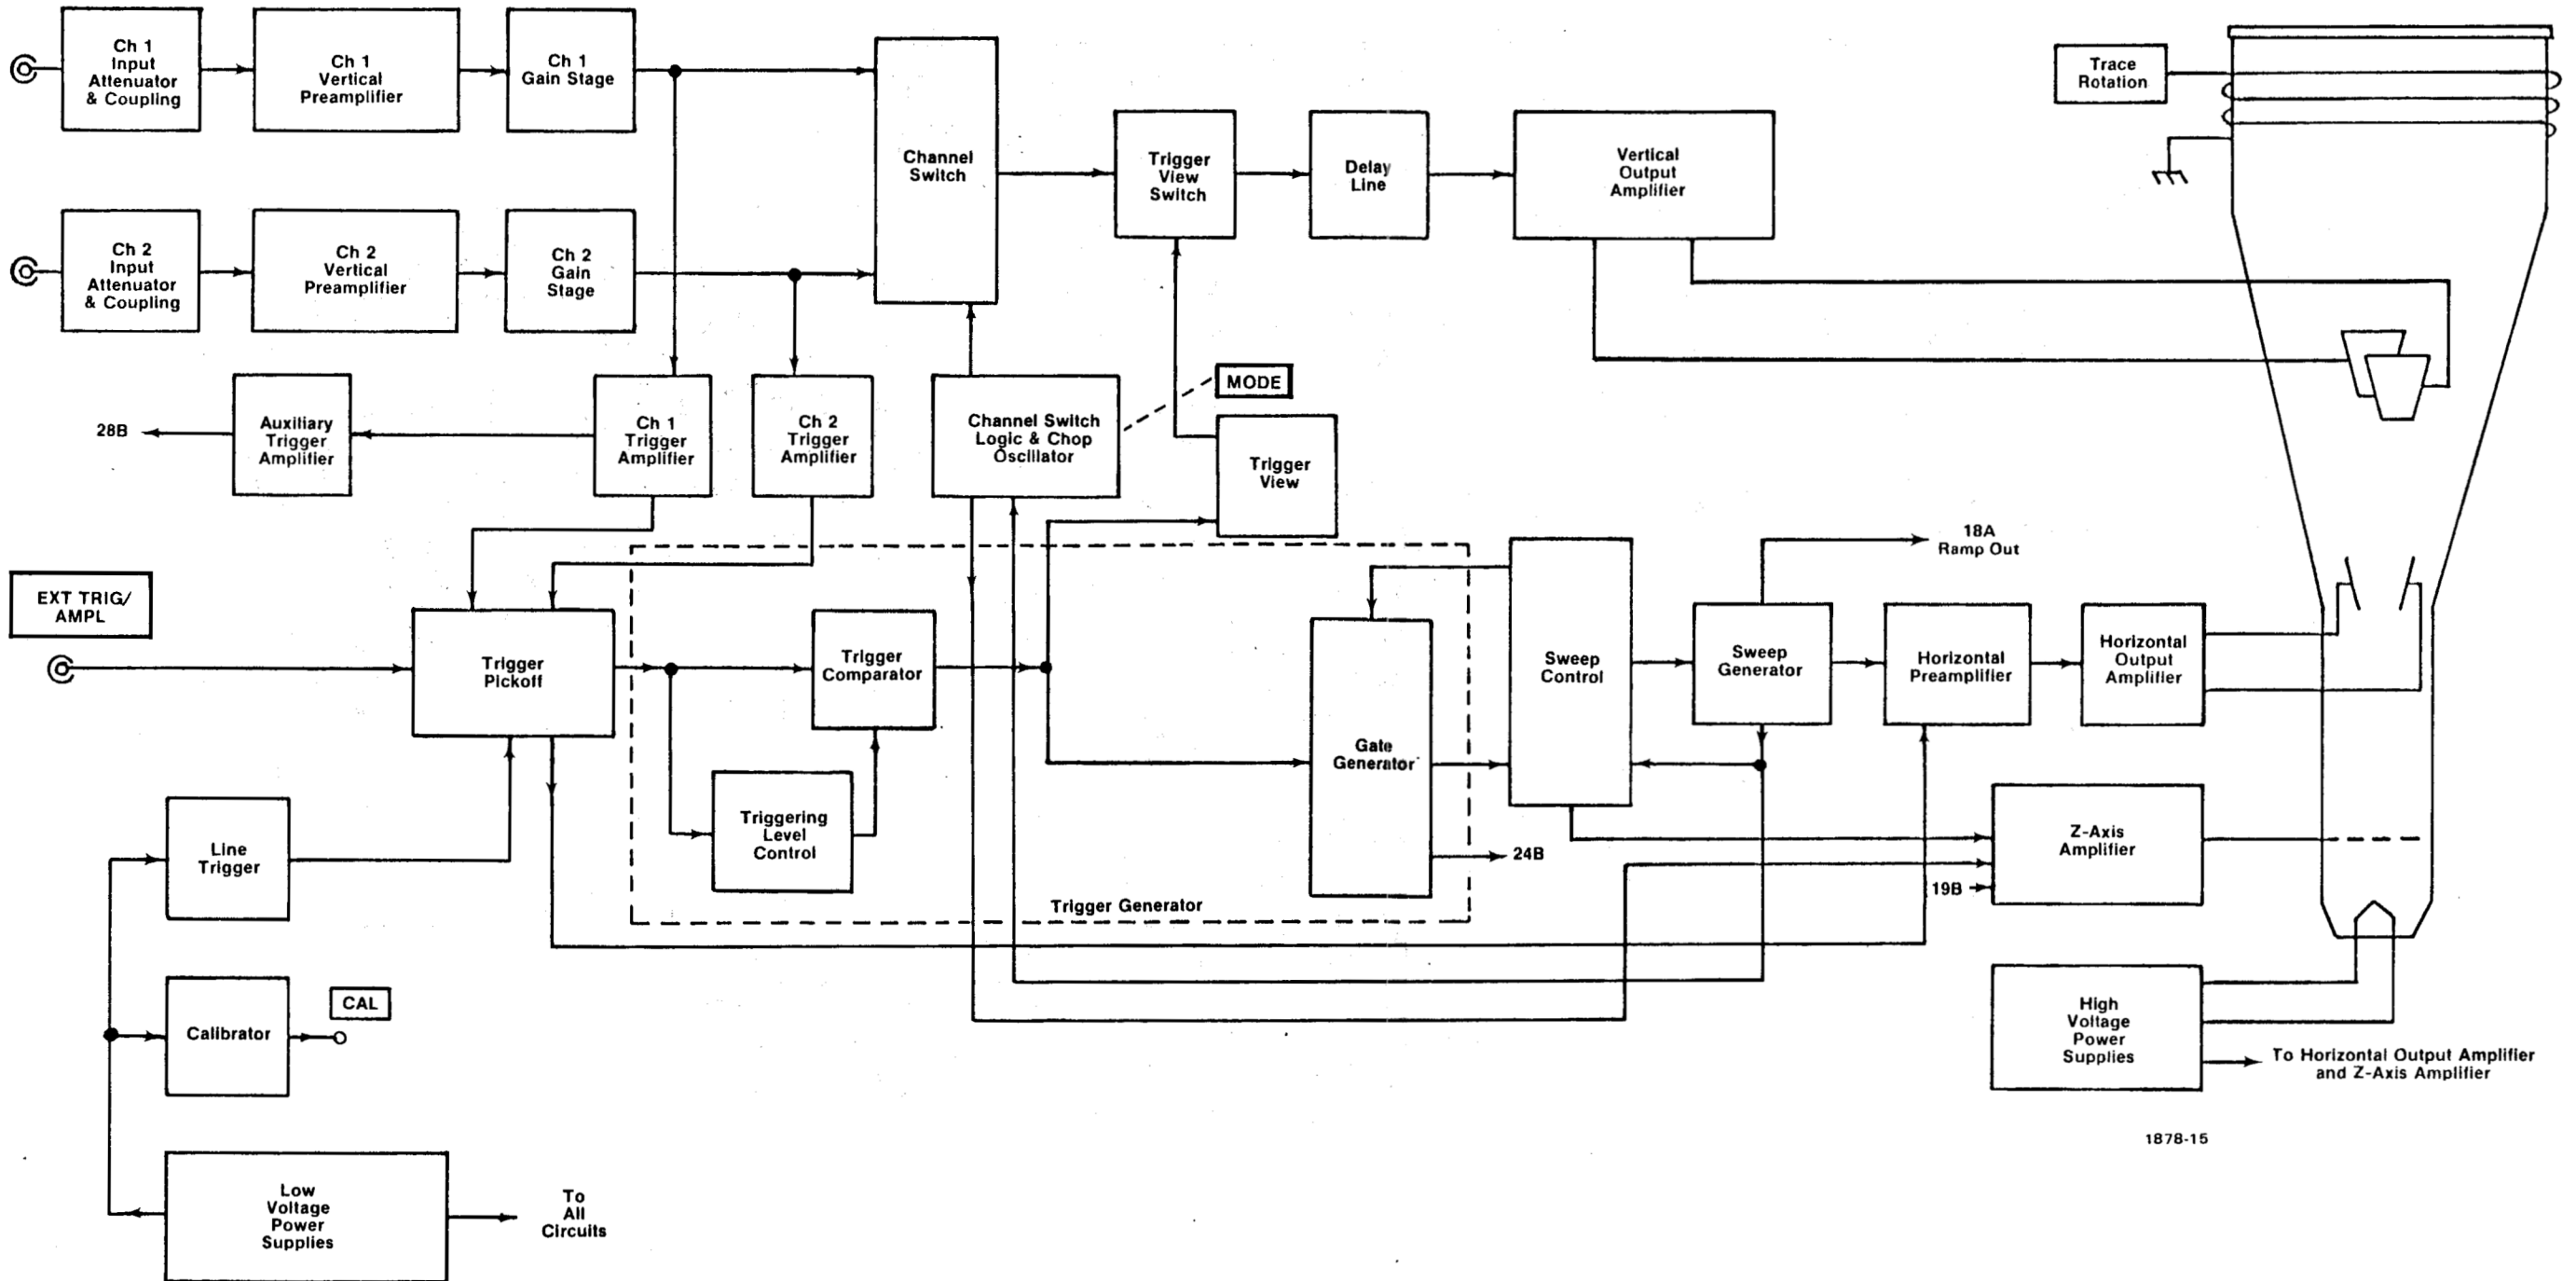 Ch 1
Input
Attenuator
& Coupling
Ch 1
Vertical
Preamplifier
Ch 1
Gain Stage
Channel
Switch
Trigger
View
Switch
Delay
Line
Vertical
Output
Amplifier
Trace
Rotation
Ch 2
Input
Attenuator
& Coupling
Ch 2
Vertical
Preamplifier
Ch 2
Gain
Stage
28B
Auxiliary
Trigger
Amplifier
Ch 1
Trigger
Amplifier
Ch 2
Trigger
Amplifier
Channel Switch
Logic & Chop
Oscillator
MODE
Trigger
View
18A
Ramp Out
EXT TRIG/
AMPL
Trigger
Pickoff
Trigger
Comparator
Triggering
Level
Control
Gate
Generator
24B
Trigger Generator
Sweep
Control
Sweep
Generator
Horizontal
Preamplifier
Horizontal
Output
Amplifier
Z-Axis
Amplifier
19B
Line
Trigger
Calibrator
CAL
High
Voltage
Power
Supplies
To Horizontal Output Amplifier
and Z-Axis Amplifier
1878-15
Low
Voltage
Power
Supplies
To
All
Circuits